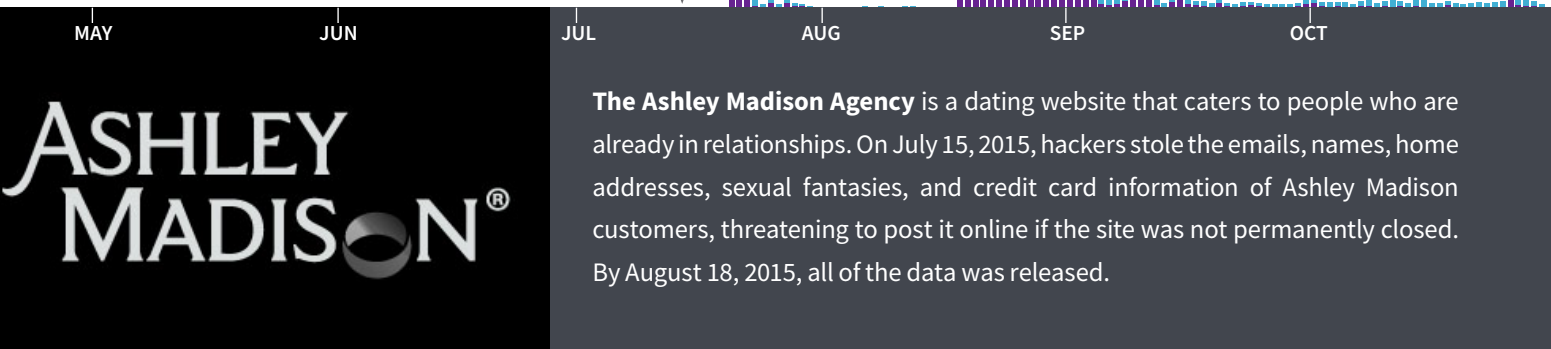 MAY JUN JUL AUG SEP OCT
ASHLEY
MADISON®
The Ashley Madison Agency is a dating website that caters to people who are
already in relationships. On July 15, 2015, hackers stole the emails, names, home
addresses, sexual fantasies, and credit card information of Ashley Madison
customers, threatening to post it online if the site was not permanently closed.
By August 18, 2015, all of the data was released.